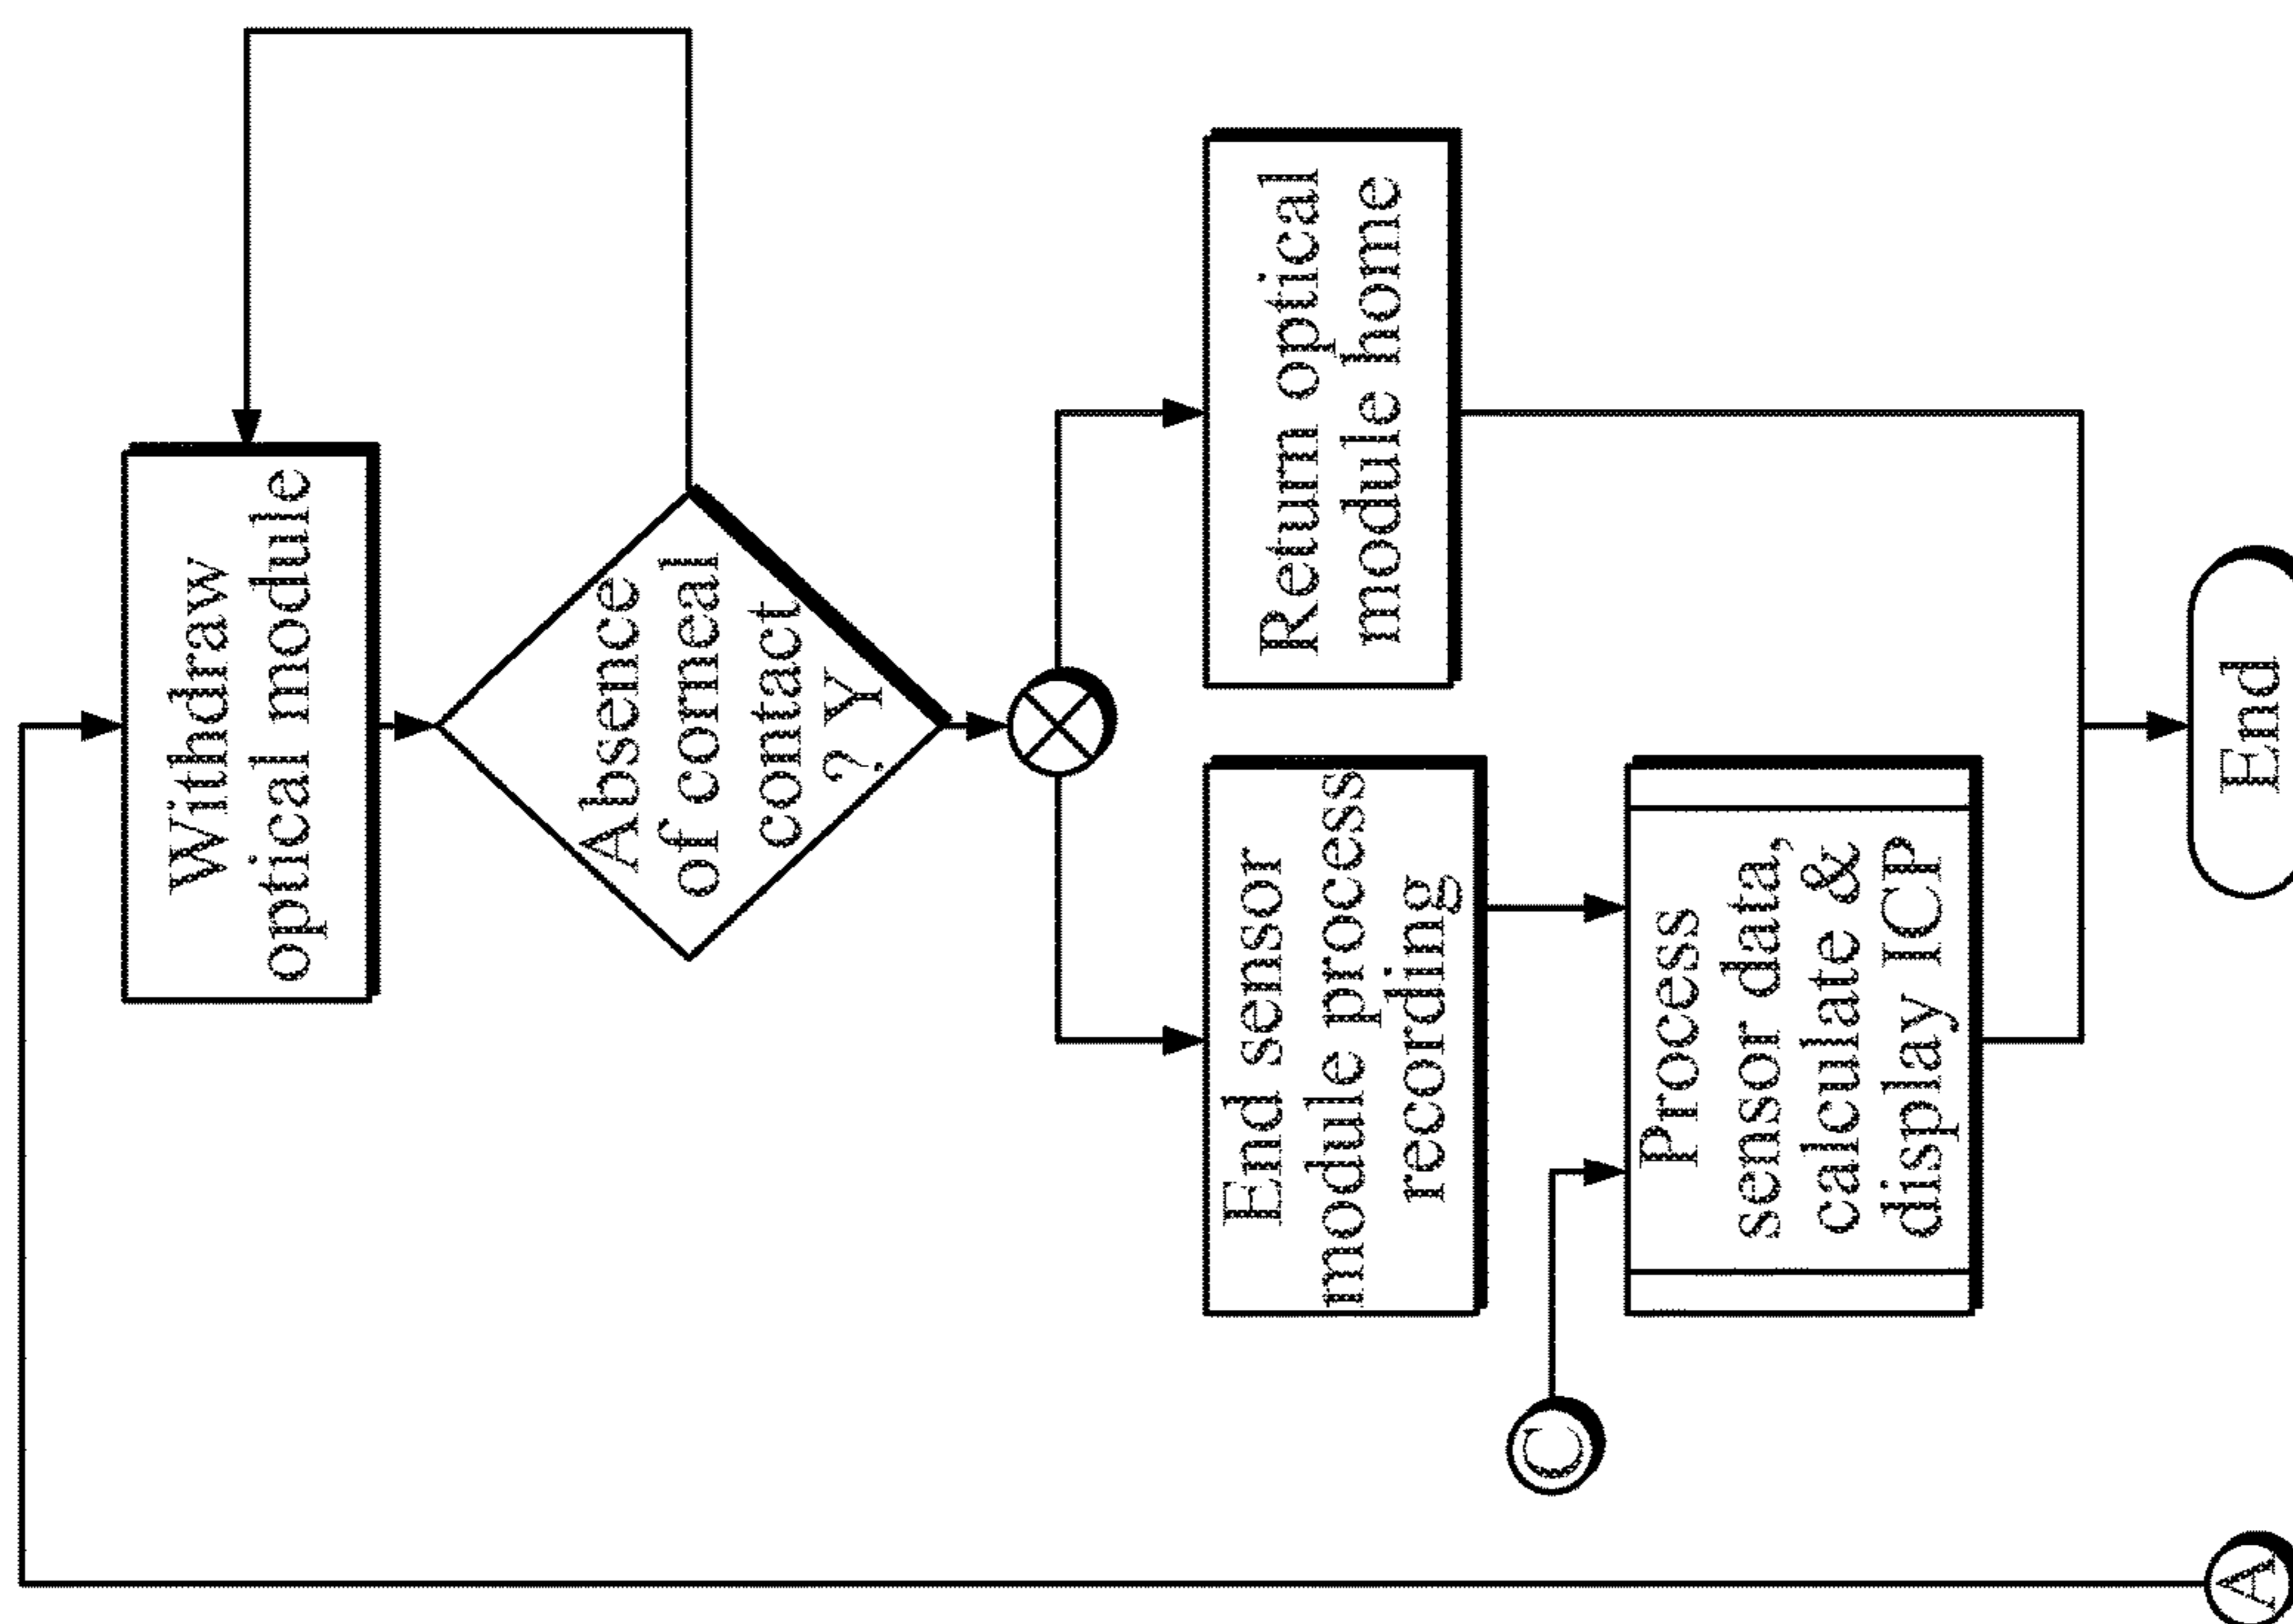 Withdraw
optical module
Absence
of corneal
contact
? Y
Return optical
module home
End sensor
module process
recording
C
Process
sensor data,
calculate &
display ICP
A
End